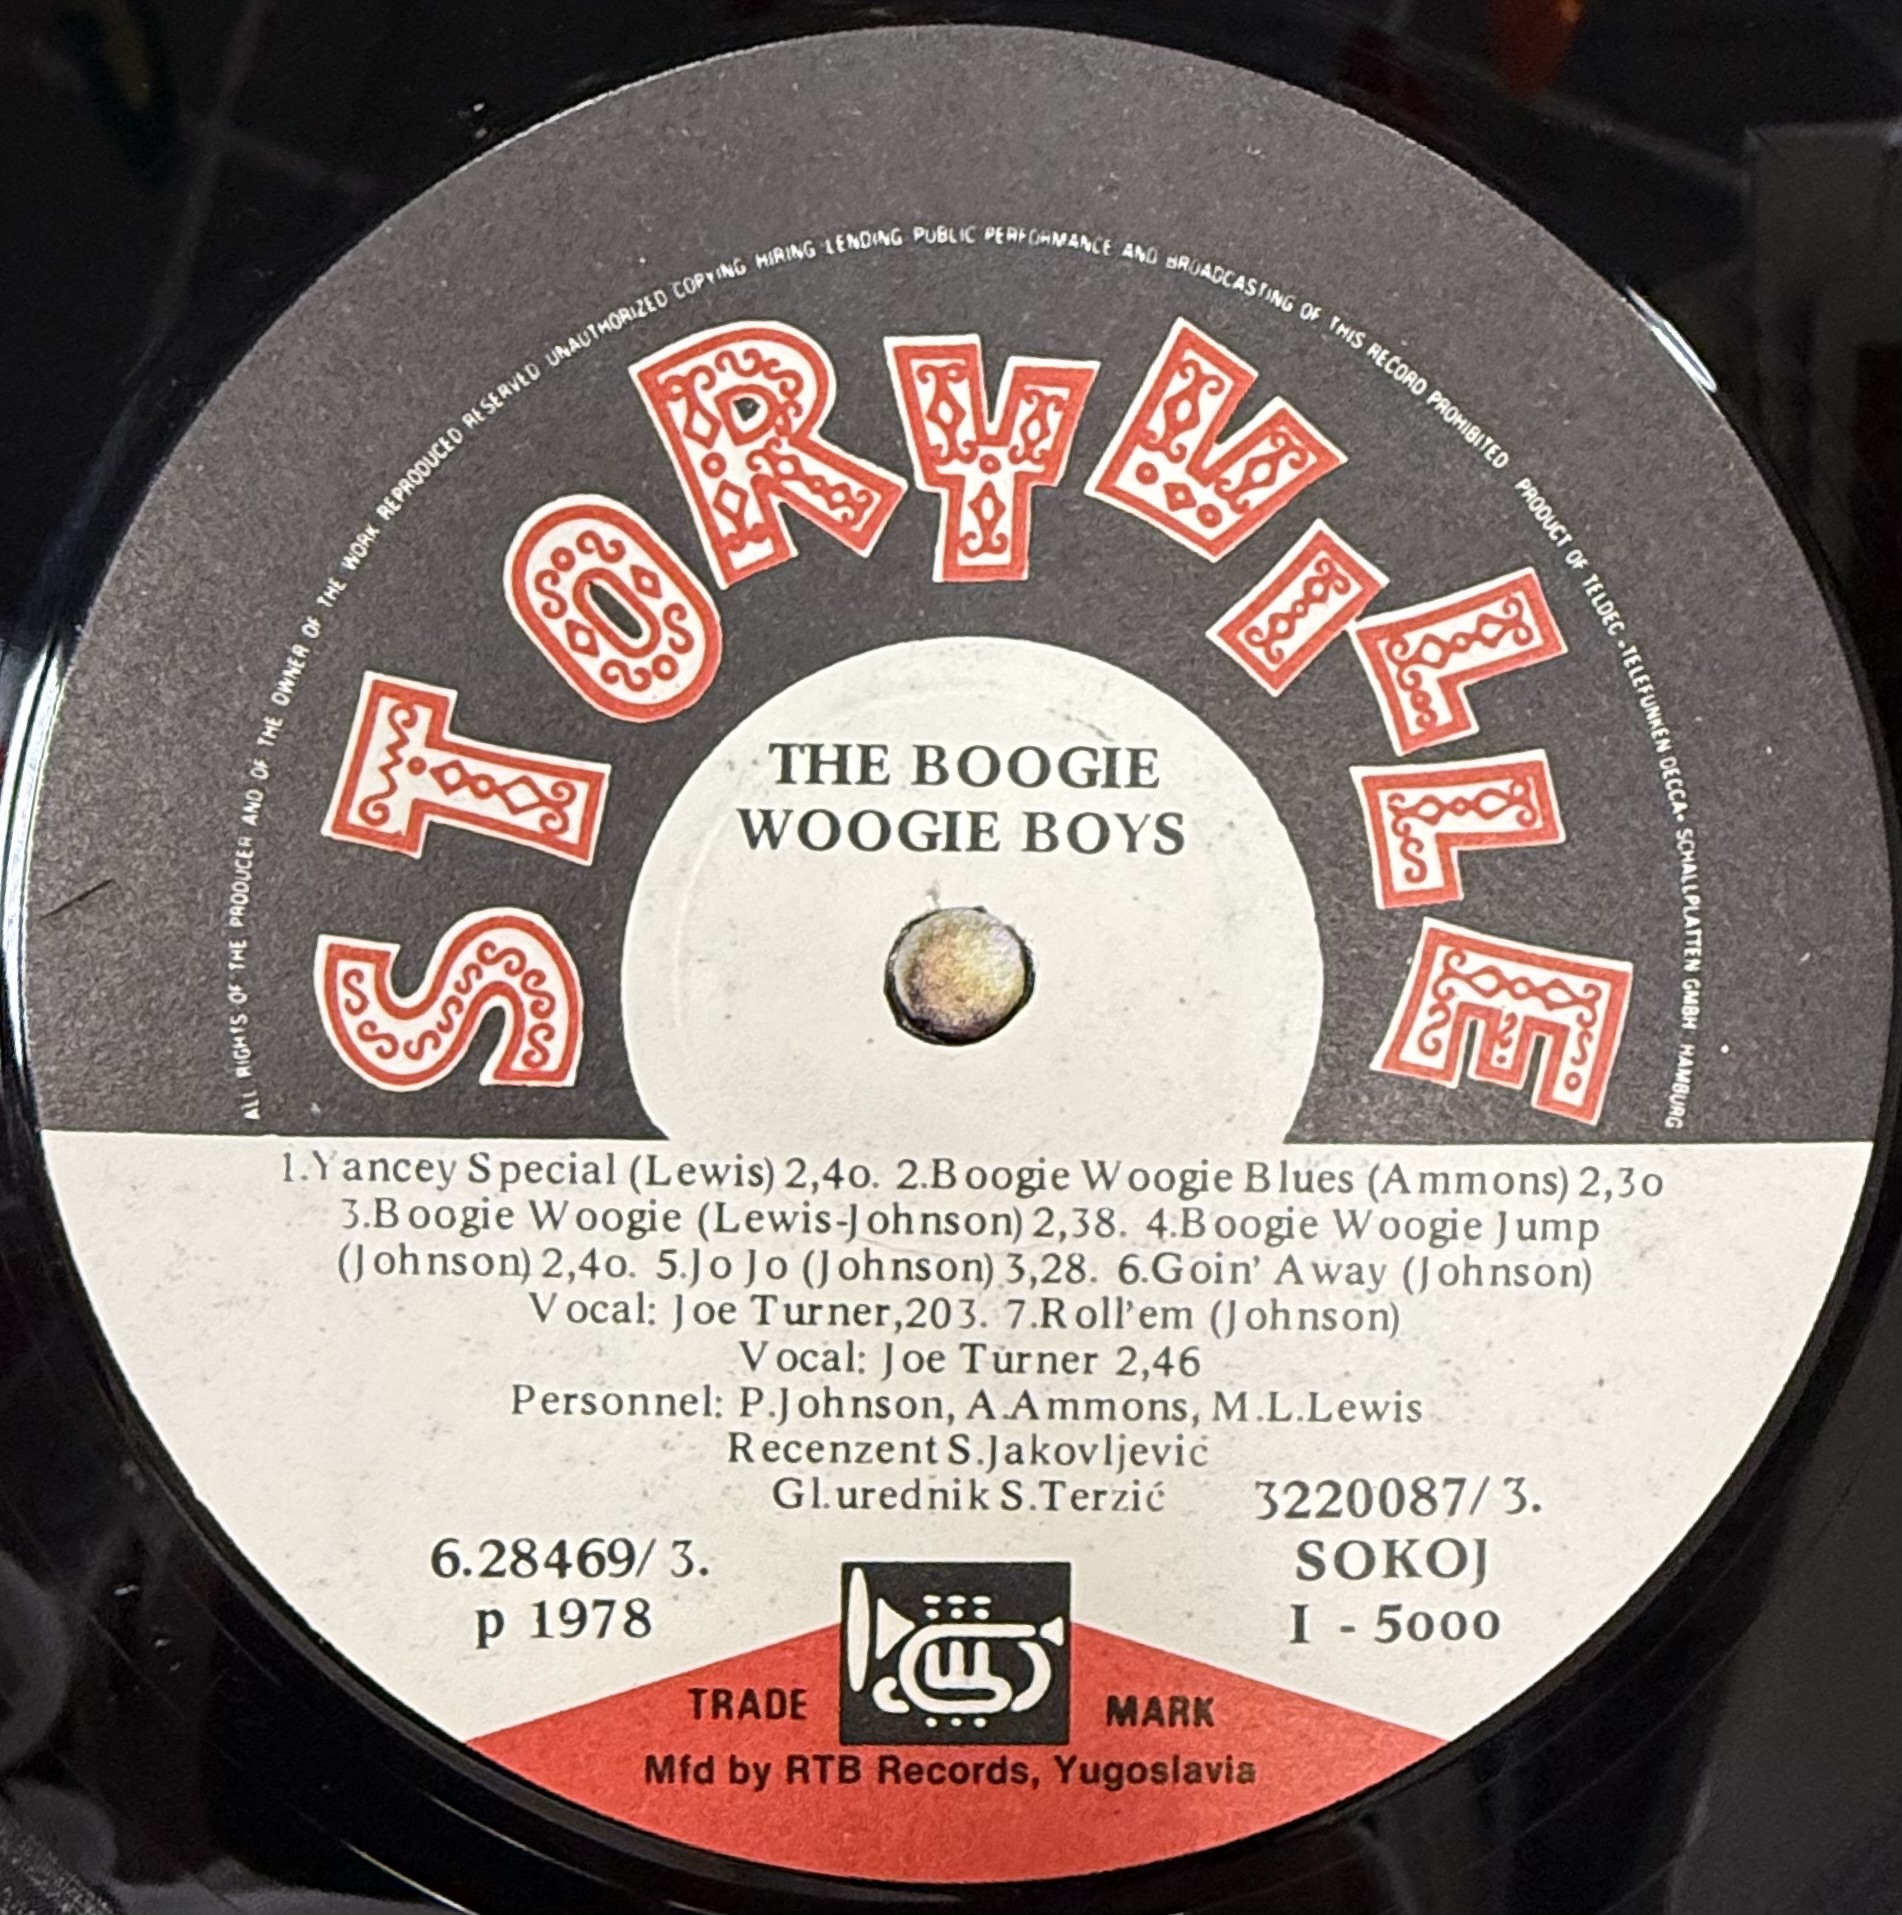 ALL RIGHTS OF THE PRODUCER AND OF THE OWNER OF THE WORK REPRODUCED RESERVED UNAUTHORIZED COPYING HIRING LENDING PUBLIC PERFORMANCE AND BROADCASTING OF THIS RECORD PROHIBITED PRODUCT OF TELDEC • TELEFUNKEN DECCA • SCHALLPLATTEN GMBH HAMBURG
STORYVILLE
THE BOOGIE
WOOGIE BOYS
1.Yancey Special (Lewis) 2,4o. 2.Boogie Woogie Blues (Ammons) 2,3o
3.Boogie Woogie (Lewis-Johnson) 2,38. 4.Boogie Woogie Jump
(Johnson) 2,4o. 5.Jo Jo (Johnson) 3,28. 6.Goin' Away (Johnson)
Vocal: Joe Turner,203. 7.Roll'em (Johnson)
Vocal: Joe Turner 2,46
Personnel: P.Johnson, A.Ammons, M.L.Lewis
Recenzent S.Jakovljević
Gl.urednik S.Terzić
3220087/ 3.
6.28469/ 3.
SOKOJ
p 1978
I - 5000
TRADE MARK
Mfd by RTB Records, Yugoslavia